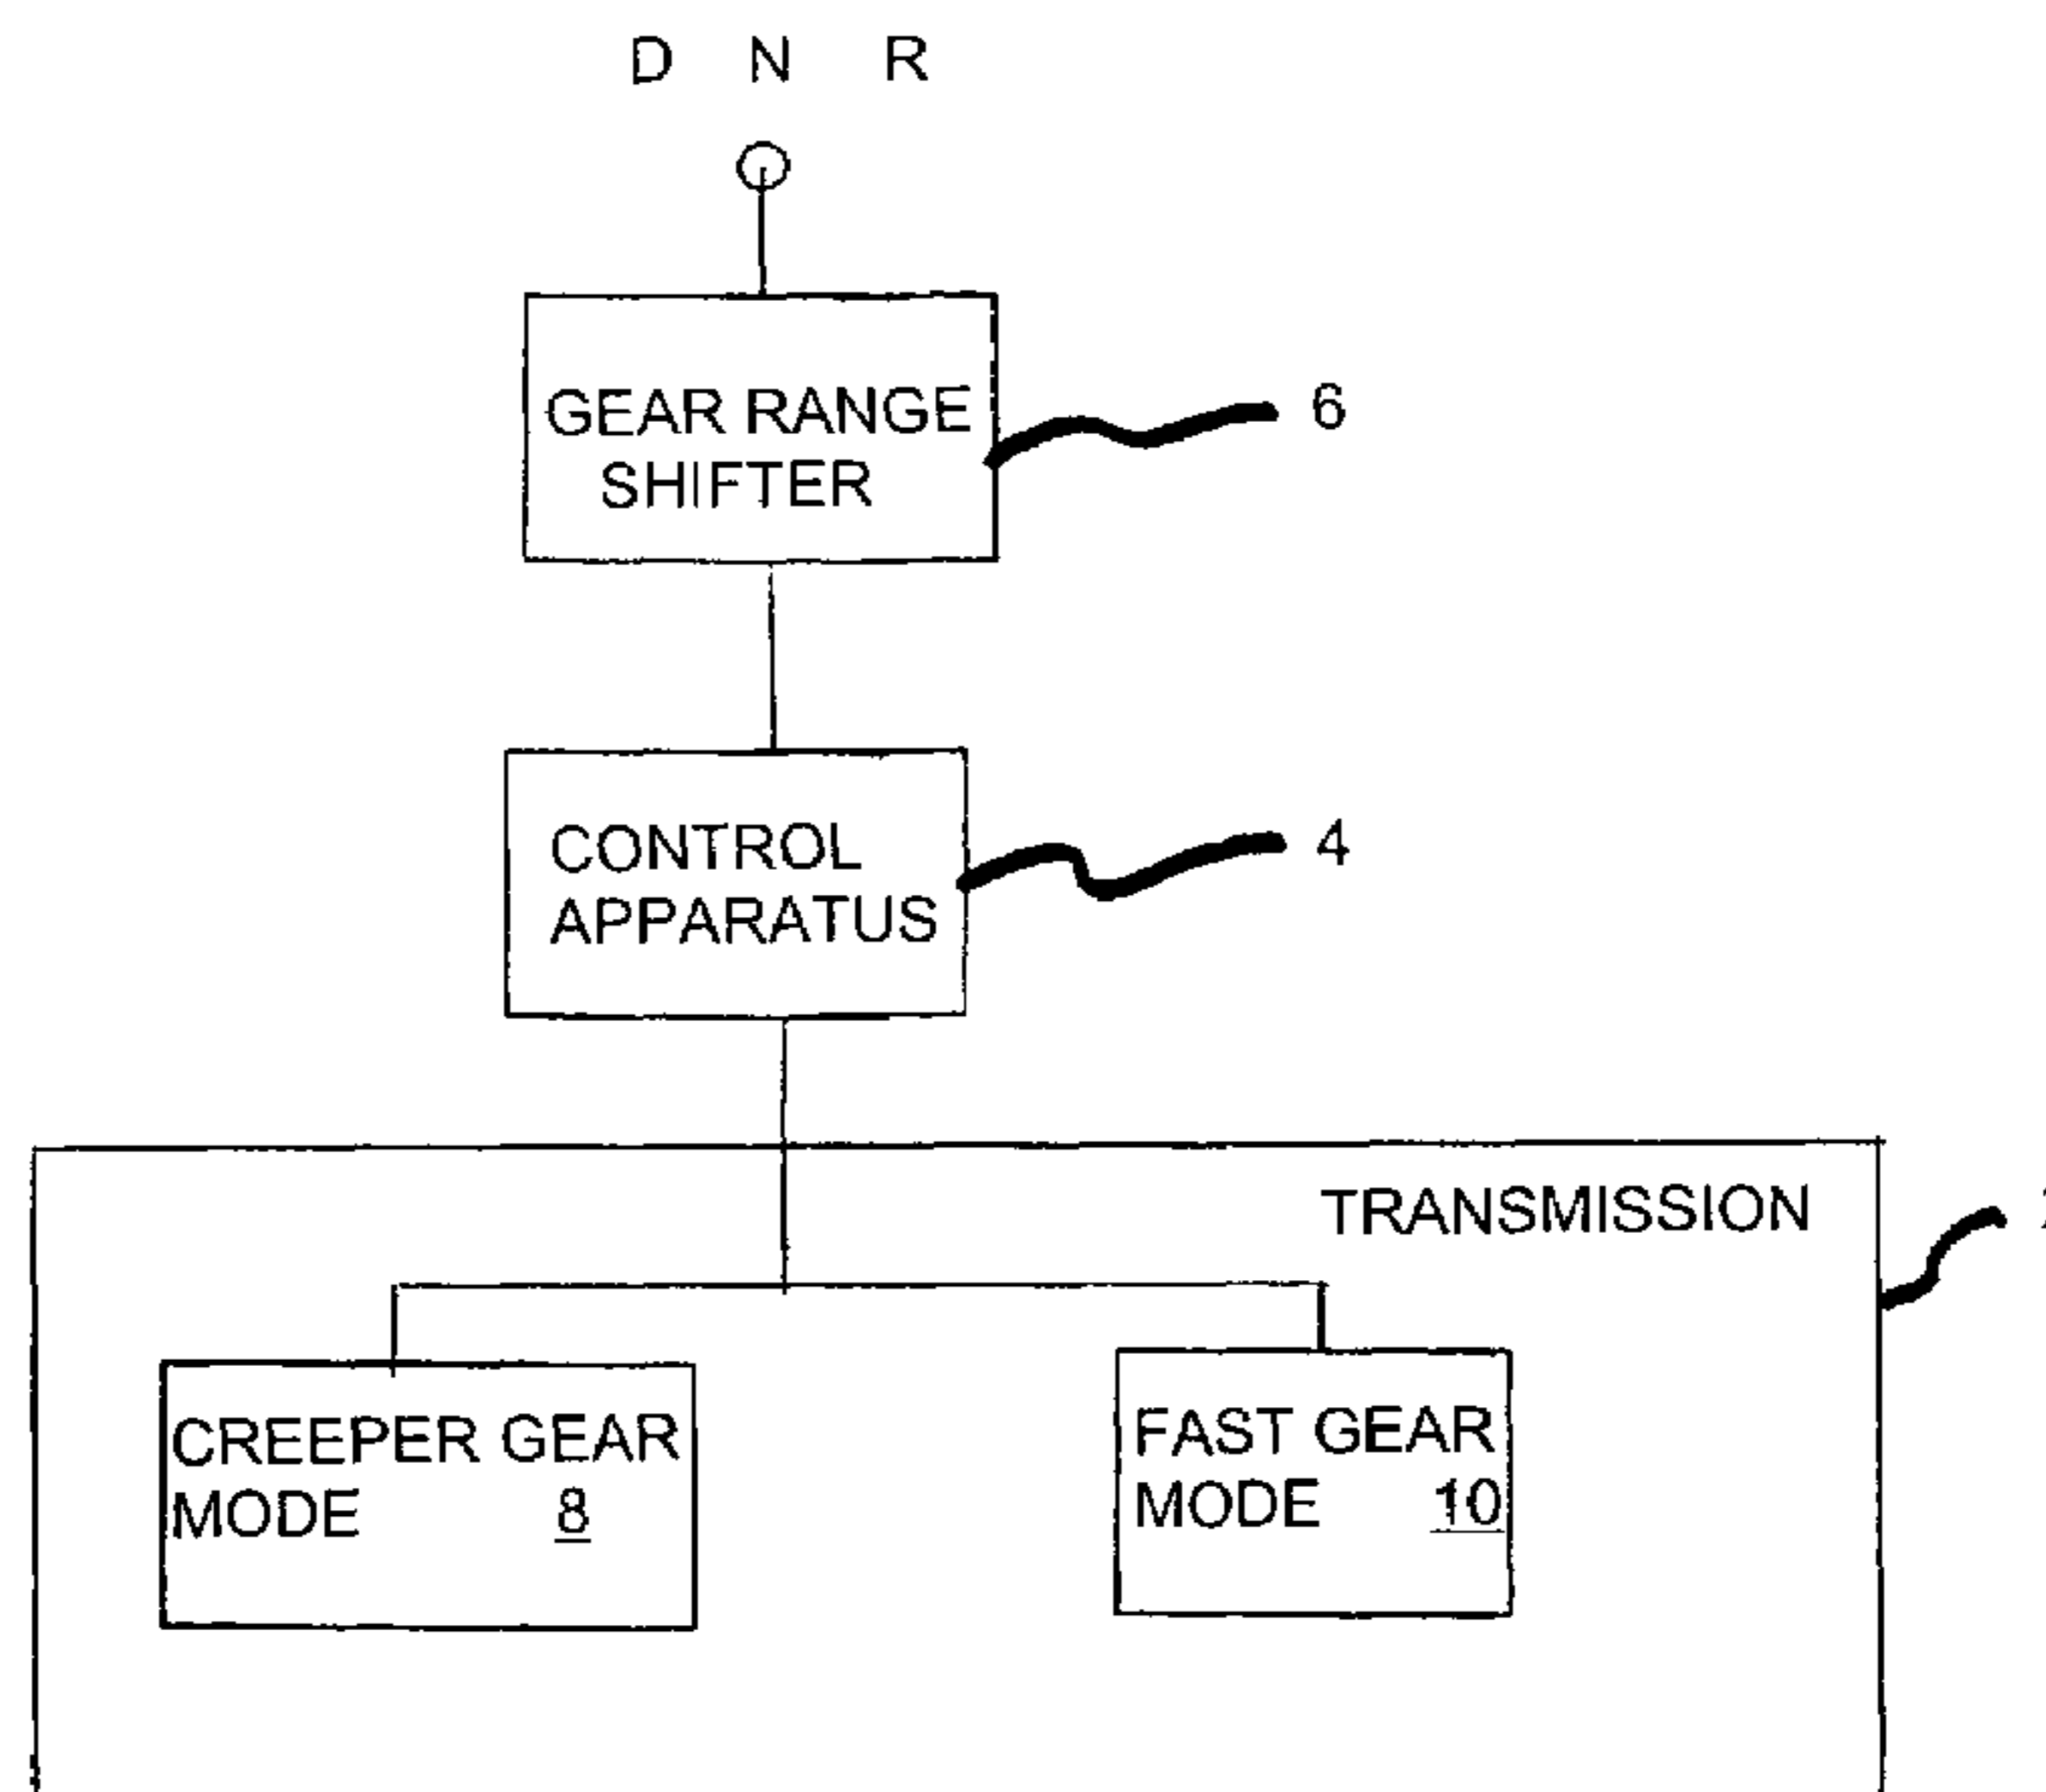 D N R
GEAR RANGE
SHIFTER
6
CONTROL
APPARATUS
4
TRANSMISSION
CREEPER GEAR
MODE 8
FAST GEAR
MODE 10